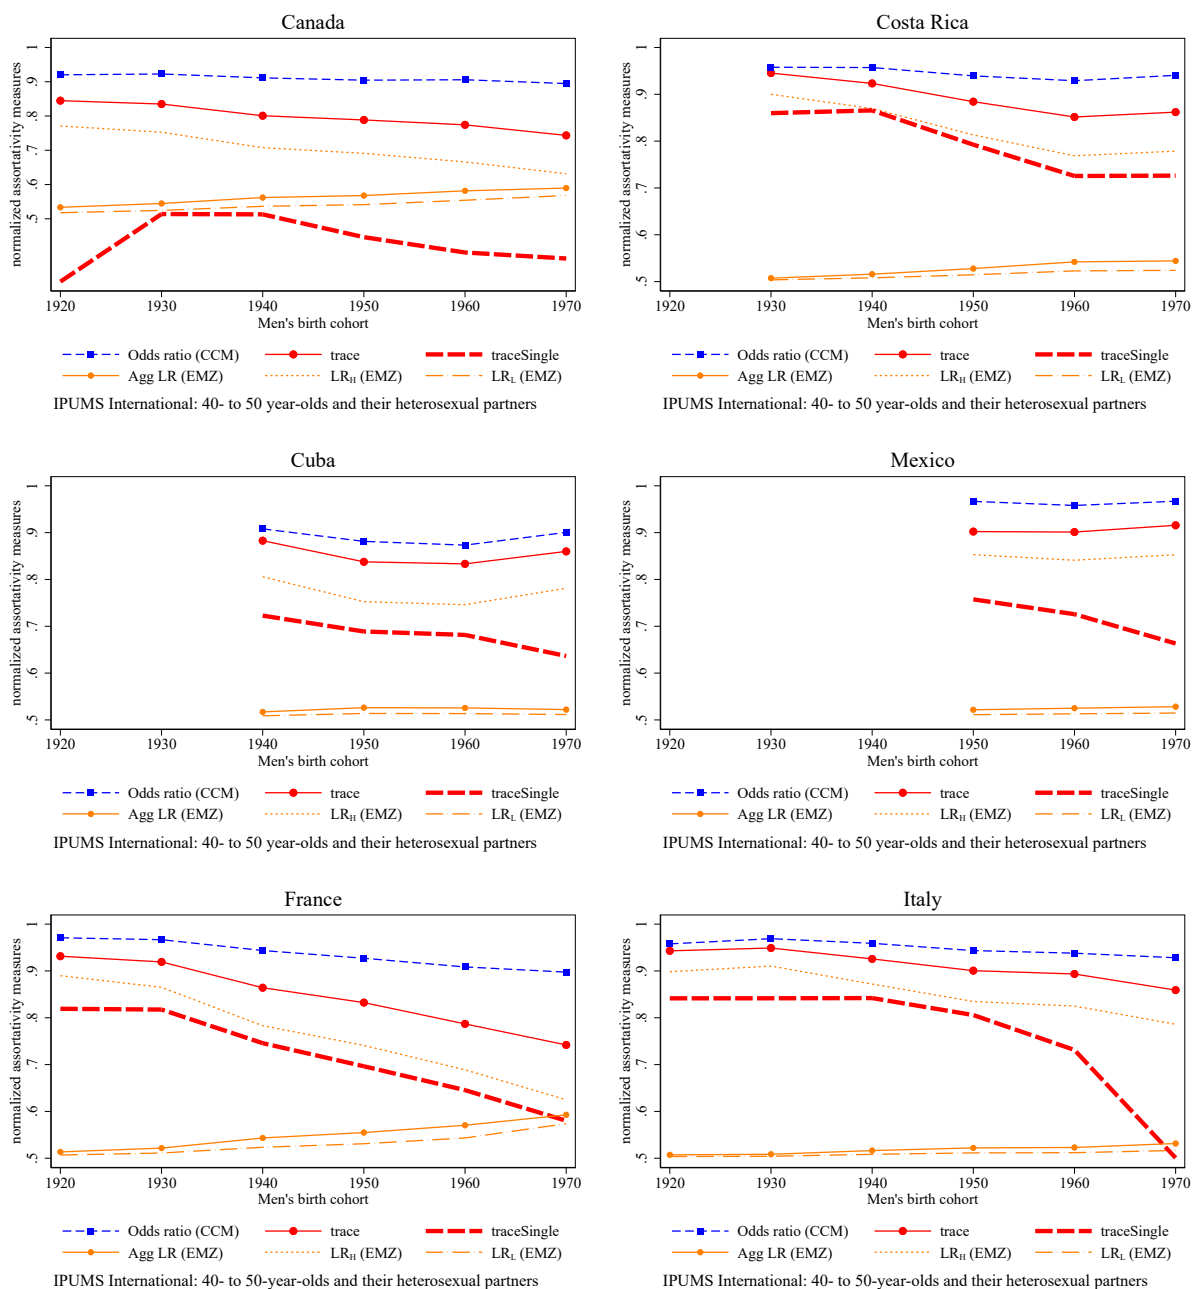 Canada
normalized assortativity measures
1
.9
.8
.7
.6
.5
1920 1930 1940 1950 1960 1970
Men's birth cohort
Odds ratio (CCM) trace traceSingle
Agg LR (EMZ) LRH (EMZ) LRL (EMZ)
IPUMS International: 40- to 50 year-olds and their heterosexual partners
Costa Rica
normalized assortativity measures
1
.9
.8
.7
.6
.5
1920 1930 1940 1950 1960 1970
Men's birth cohort
Odds ratio (CCM) trace traceSingle
Agg LR (EMZ) LRH (EMZ) LRL (EMZ)
IPUMS International: 40- to 50 year-olds and their heterosexual partners
Cuba
normalized assortativity measures
1
.9
.8
.7
.6
.5
1920 1930 1940 1950 1960 1970
Men's birth cohort
Odds ratio (CCM) trace traceSingle
Agg LR (EMZ) LRH (EMZ) LRL (EMZ)
IPUMS International: 40- to 50 year-olds and their heterosexual partners
Mexico
normalized assortativity measures
1
.9
.8
.7
.6
.5
1920 1930 1940 1950 1960 1970
Men's birth cohort
Odds ratio (CCM) trace traceSingle
Agg LR (EMZ) LRH (EMZ) LRL (EMZ)
IPUMS International: 40- to 50 year-olds and their heterosexual partners
France
normalized assortativity measures
1
.9
.8
.7
.6
.5
1920 1930 1940 1950 1960 1970
Men's birth cohort
Odds ratio (CCM) trace traceSingle
Agg LR (EMZ) LRH (EMZ) LRL (EMZ)
IPUMS International: 40- to 50-year-olds and their heterosexual partners
Italy
normalized assortativity measures
1
.9
.8
.7
.6
.5
1920 1930 1940 1950 1960 1970
Men's birth cohort
Odds ratio (CCM) trace traceSingle
Agg LR (EMZ) LRH (EMZ) LRL (EMZ)
IPUMS International: 40- to 50-year-olds and their heterosexual partners